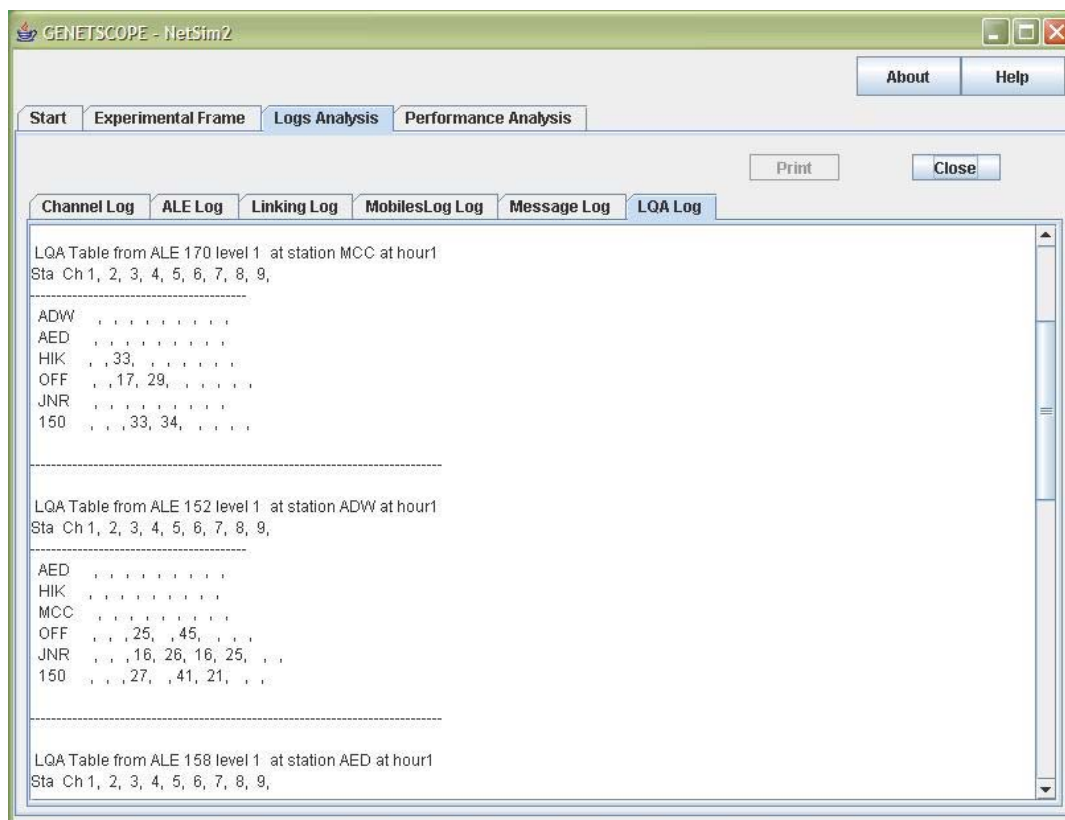 GENETSCOPE - NetSim2
About Help
Start Experimental Frame Logs Analysis Performance Analysis
Print Close
Channel Log ALE Log Linking Log MobilesLog Log Message Log LQA Log
LQA Table from ALE 170 level 1 at station MCC at hour1
Sta Ch 1, 2, 3, 4, 5, 6, 7, 8, 9,
----------------------------------------
ADW , , , , , , , , ,
AED , , , , , , , , ,
HIK , ,33, , , , , , ,
OFF , ,17, 29, , , , , ,
JNR , , , , , , , , ,
150 , , ,33, 34, , , , ,
--------------------------------------------------------------------------------
LQA Table from ALE 152 level 1 at station ADW at hour1
Sta Ch 1, 2, 3, 4, 5, 6, 7, 8, 9,
----------------------------------------
AED , , , , , , , , ,
HIK , , , , , , , , ,
MCC , , , , , , , , ,
OFF , , ,25, ,45, , , ,
JNR , , ,16, 26, 16, 25, , ,
150 , , ,27, ,41, 21, , ,
--------------------------------------------------------------------------------
LQA Table from ALE 158 level 1 at station AED at hour1
Sta Ch 1, 2, 3, 4, 5, 6, 7, 8, 9,